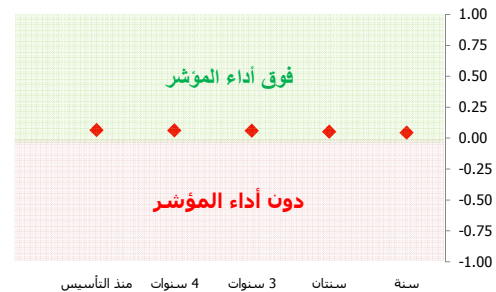 1.00
0.75
0.50
0.25
0.00
-0.25
-0.50
-0.75
-1.00
فوق أداء المؤشر
دون أداء المؤشر
سنة
سنتان
3 سنوات
4 سنوات
منذ التأسيس